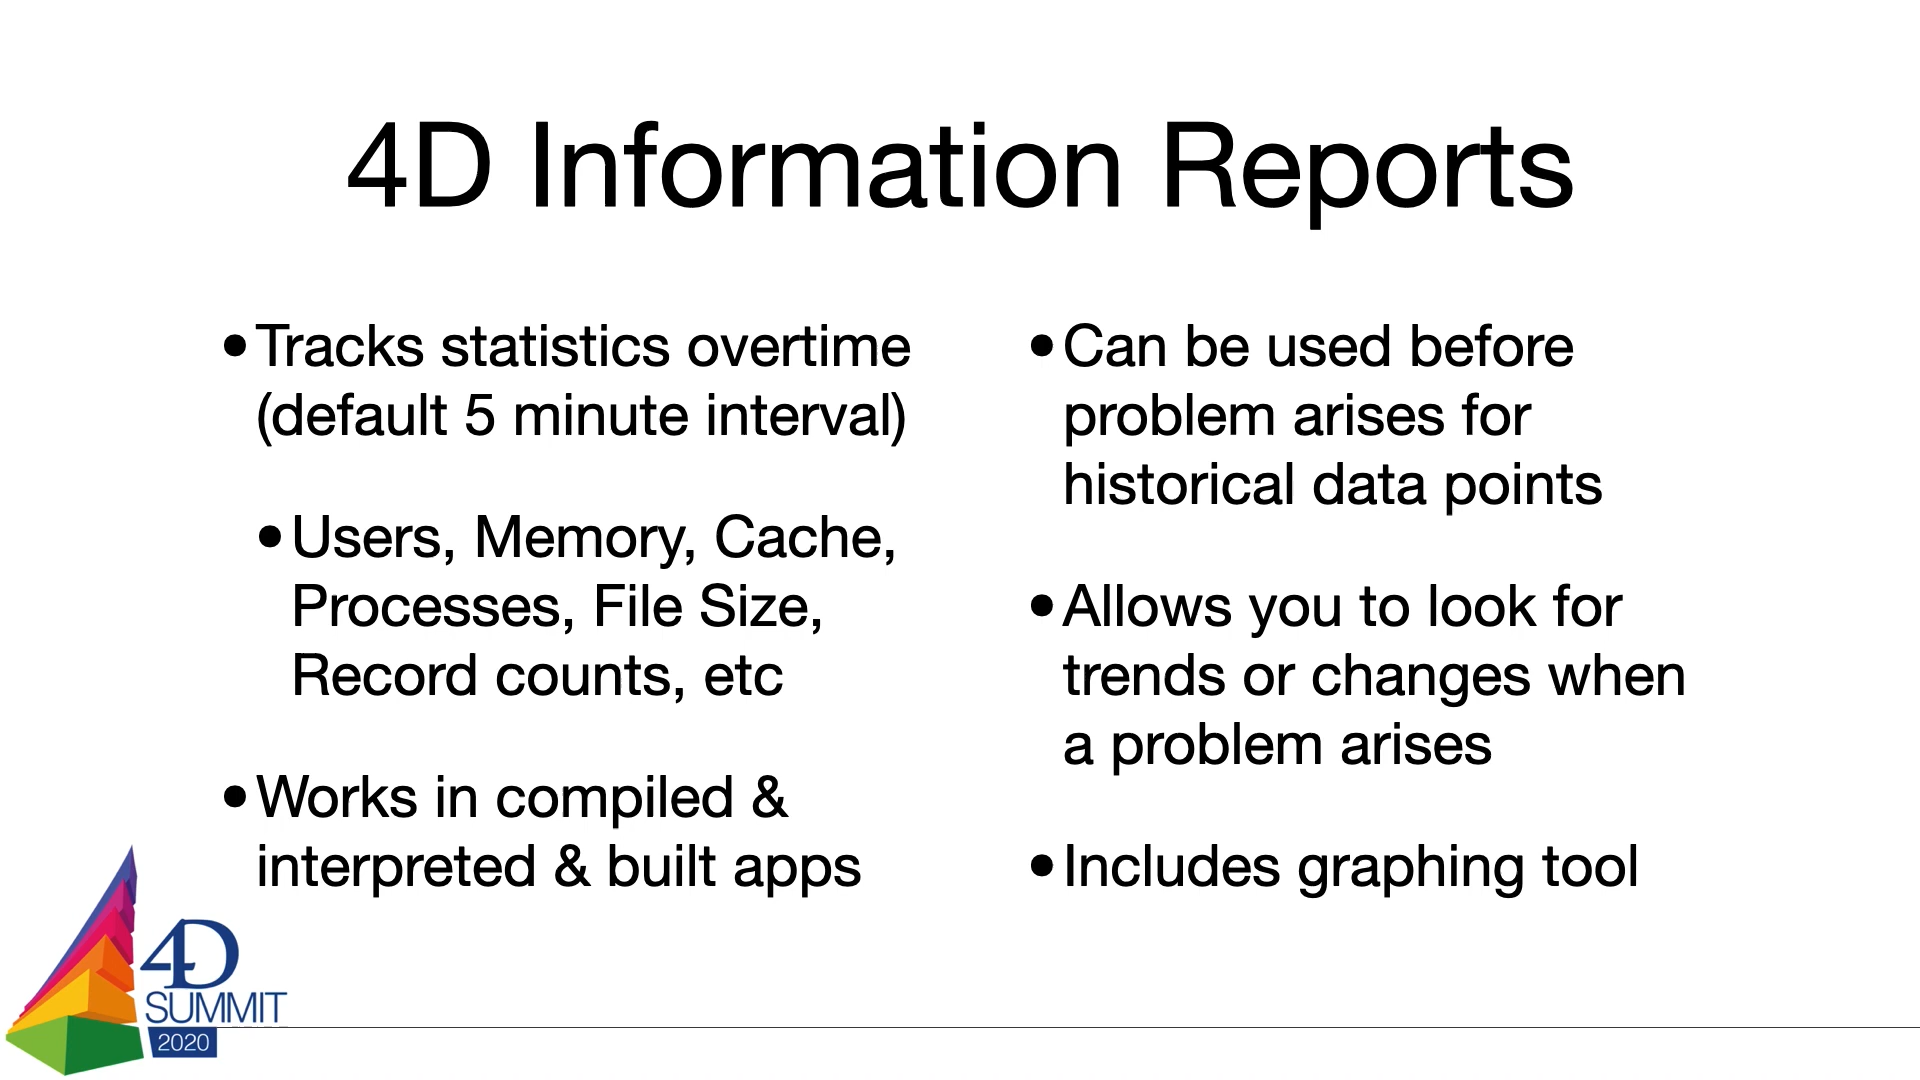 4D Information Reports
•Tracks statistics overtime
(default 5 minute interval)
•Users, Memory, Cache,
Processes, File Size,
Record counts, etc
•Works in compiled &
interpreted & built apps
•Can be used before
problem arises for
historical data points
•Allows you to look for
trends or changes when
a problem arises
•Includes graphing tool
4D
SUMMIT
2020